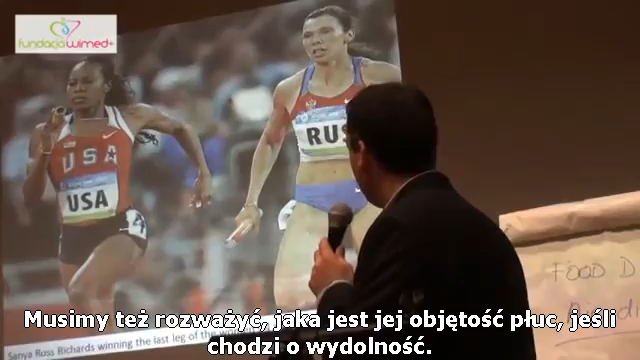 fundacja wimed+
USA
USA
4
RUS
FOOD D
Sanya Ross Richards winning the last leg of the
Musimy też rozważyć, jaka jest jej objętość płuc, jeśli
chodzi o wydolność.